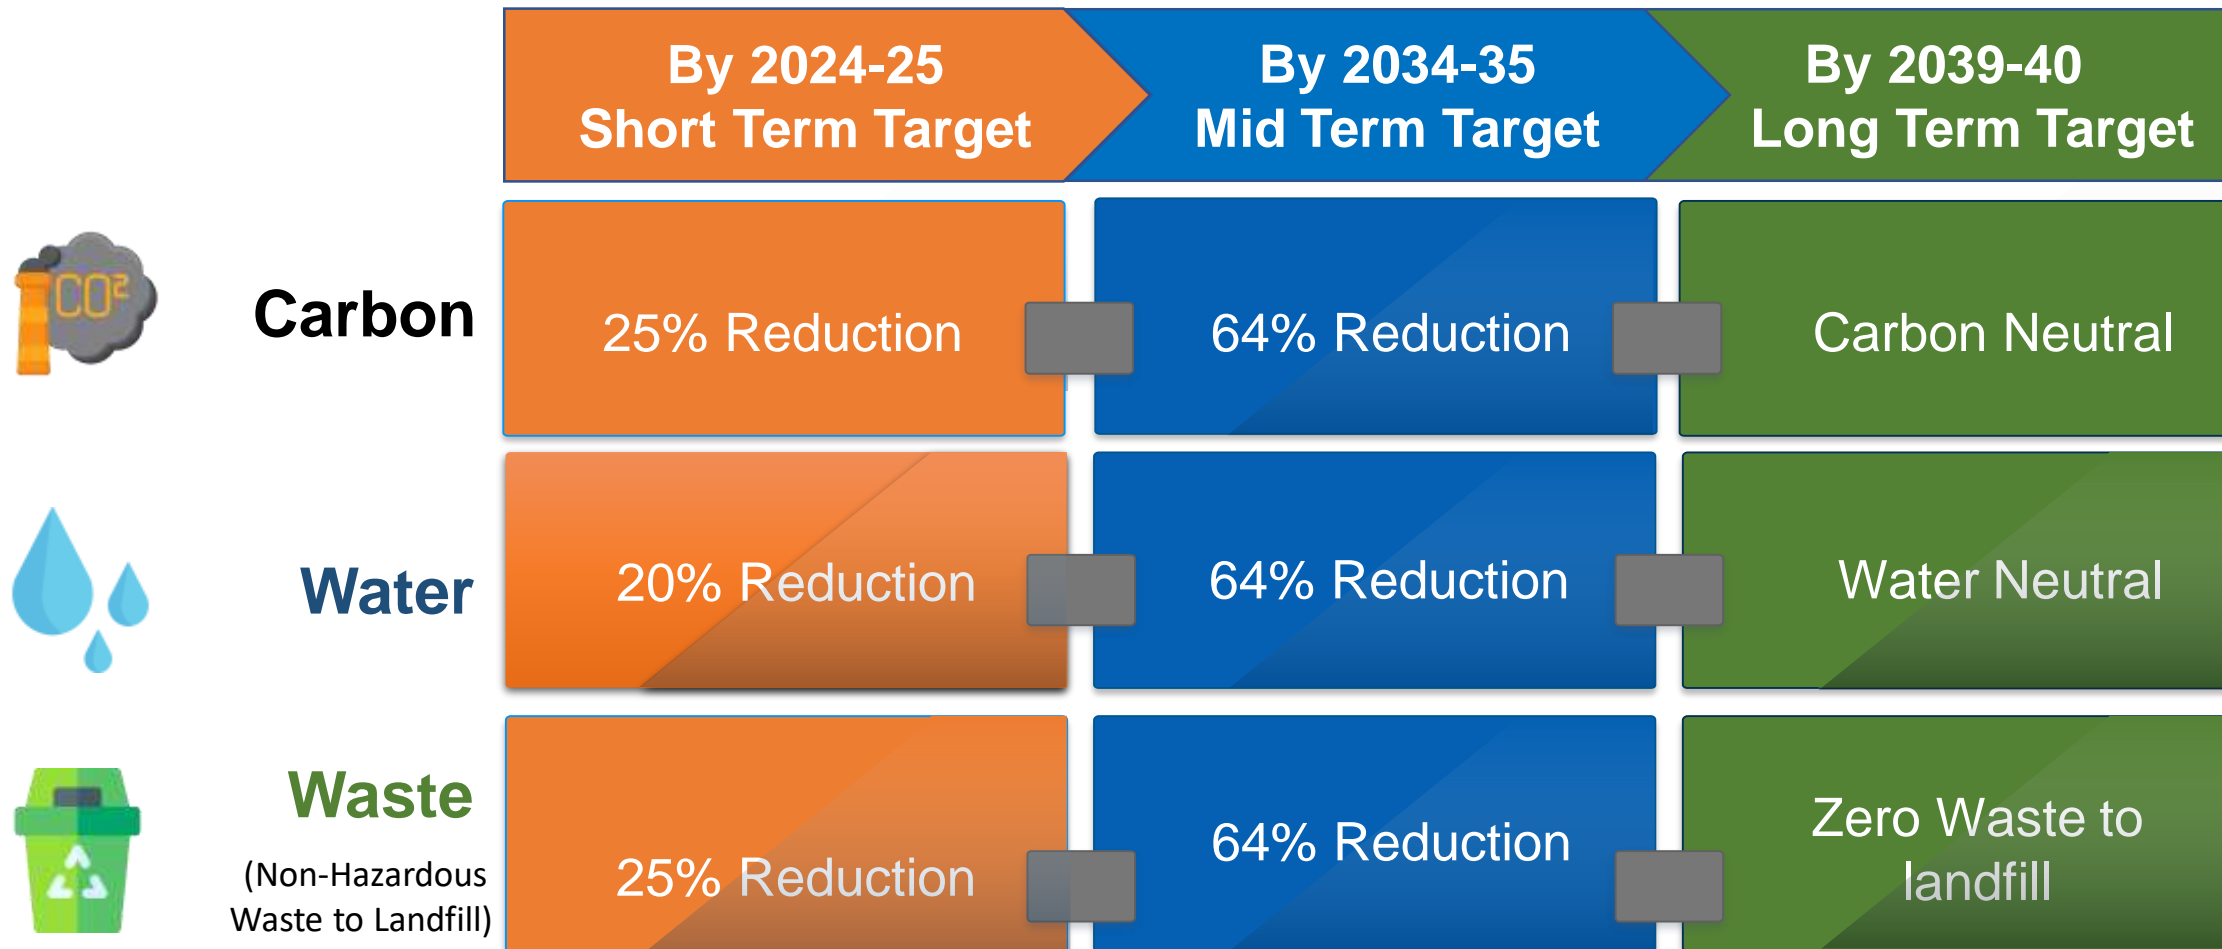 By 2024-25
Short Term Target
By 2034-35
Mid Term Target
By 2039-40
Long Term Target
CO²
Carbon
25% Reduction
64% Reduction
Carbon Neutral
Water
20% Reduction
64% Reduction
Water Neutral
Waste
(Non-Hazardous
Waste to Landfill)
25% Reduction
64% Reduction
Zero Waste to
landfill